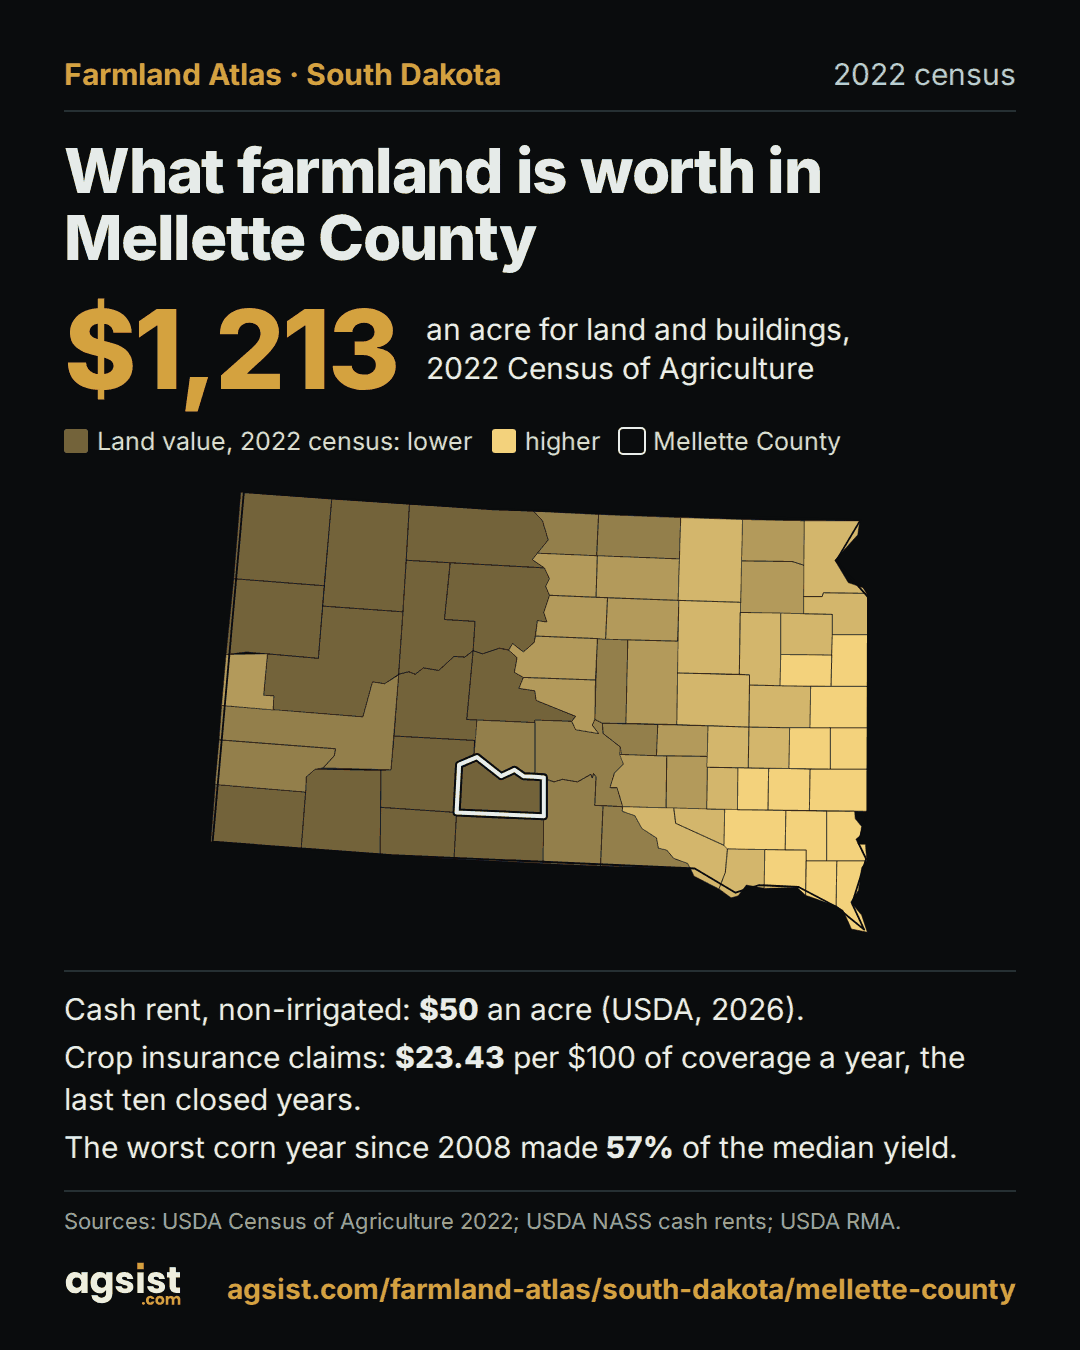 Farmland Atlas · South Dakota
2022 census
What farmland is worth in
Mellette County
$1,213
an acre for land and buildings,
2022 Census of Agriculture
Land value, 2022 census: lower
higher
Mellette County
Cash rent, non-irrigated: $50 an acre (USDA, 2026).
Crop insurance claims: $23.43 per $100 of coverage a year, the
last ten closed years.
The worst corn year since 2008 made 57% of the median yield.
Sources: USDA Census of Agriculture 2022; USDA NASS cash rents; USDA RMA.
agsist
.com
agsist.com/farmland-atlas/south-dakota/mellette-county